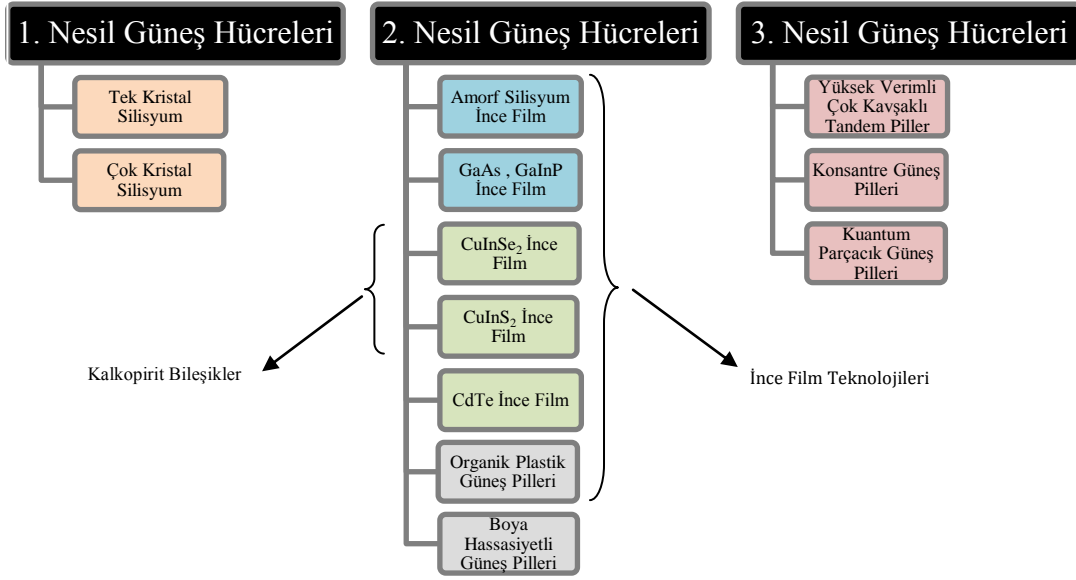 1. Nesil Güneş Hücreleri
Tek Kristal
Silisyum
Çok Kristal
Silisyum
2. Nesil Güneş Hücreleri
Amorf Silisyum
İnce Film
GaAs , GaInP
İnce Film
CuInSe₂ İnce
Film
CuInS₂ İnce
Film
CdTe İnce Film
Organik Plastik
Güneş Pilleri
Boya
Hassasiyetli
Güneş Pilleri
Kalkopirit Bileşikler
İnce Film Teknolojileri
3. Nesil Güneş Hücreleri
Yüksek Verimli
Çok Kavşaklı
Tandem Piller
Konsantre Güneş
Pilleri
Kuantum
Parçacık Güneş
Pilleri